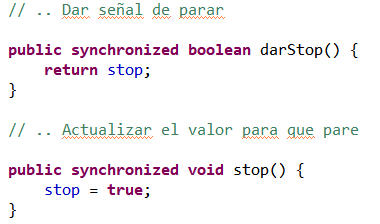 // .. Dar señal de parar
public synchronized boolean darStop() {
    return stop;
}
// .. Actualizar el valor para que pare
public synchronized void stop() {
    stop = true;
}